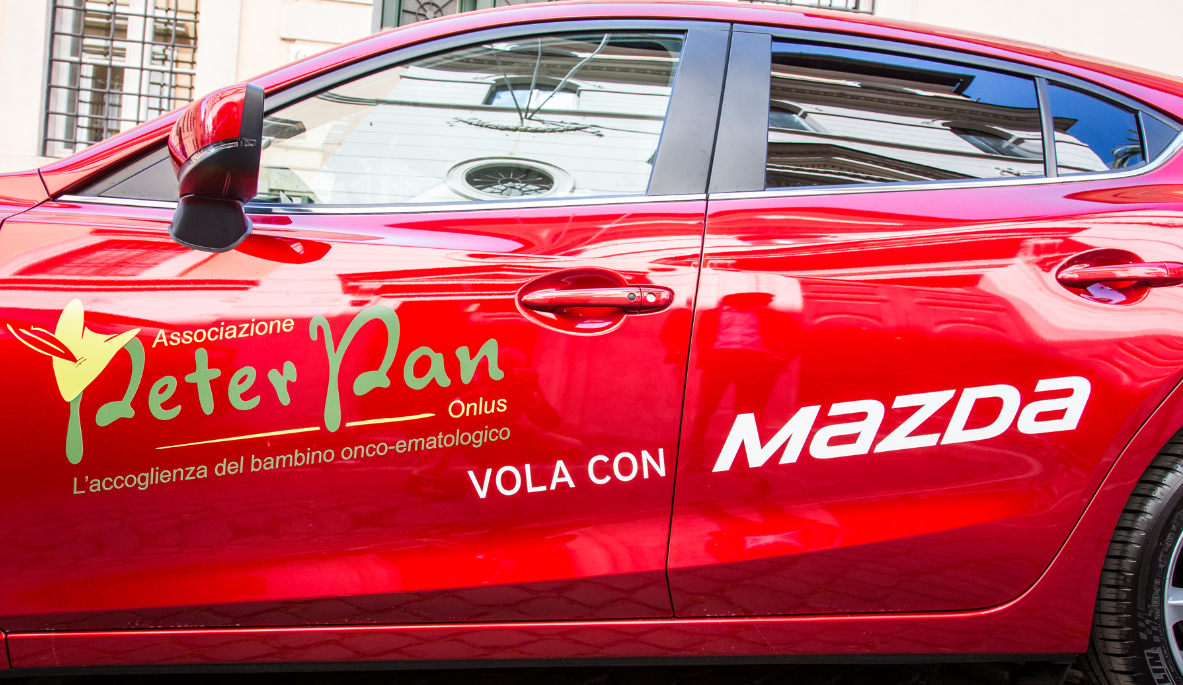 Associazione
Peter Pan
Onlus
L'accoglienza del bambino onco-ematologico
VOLA CON
mazda